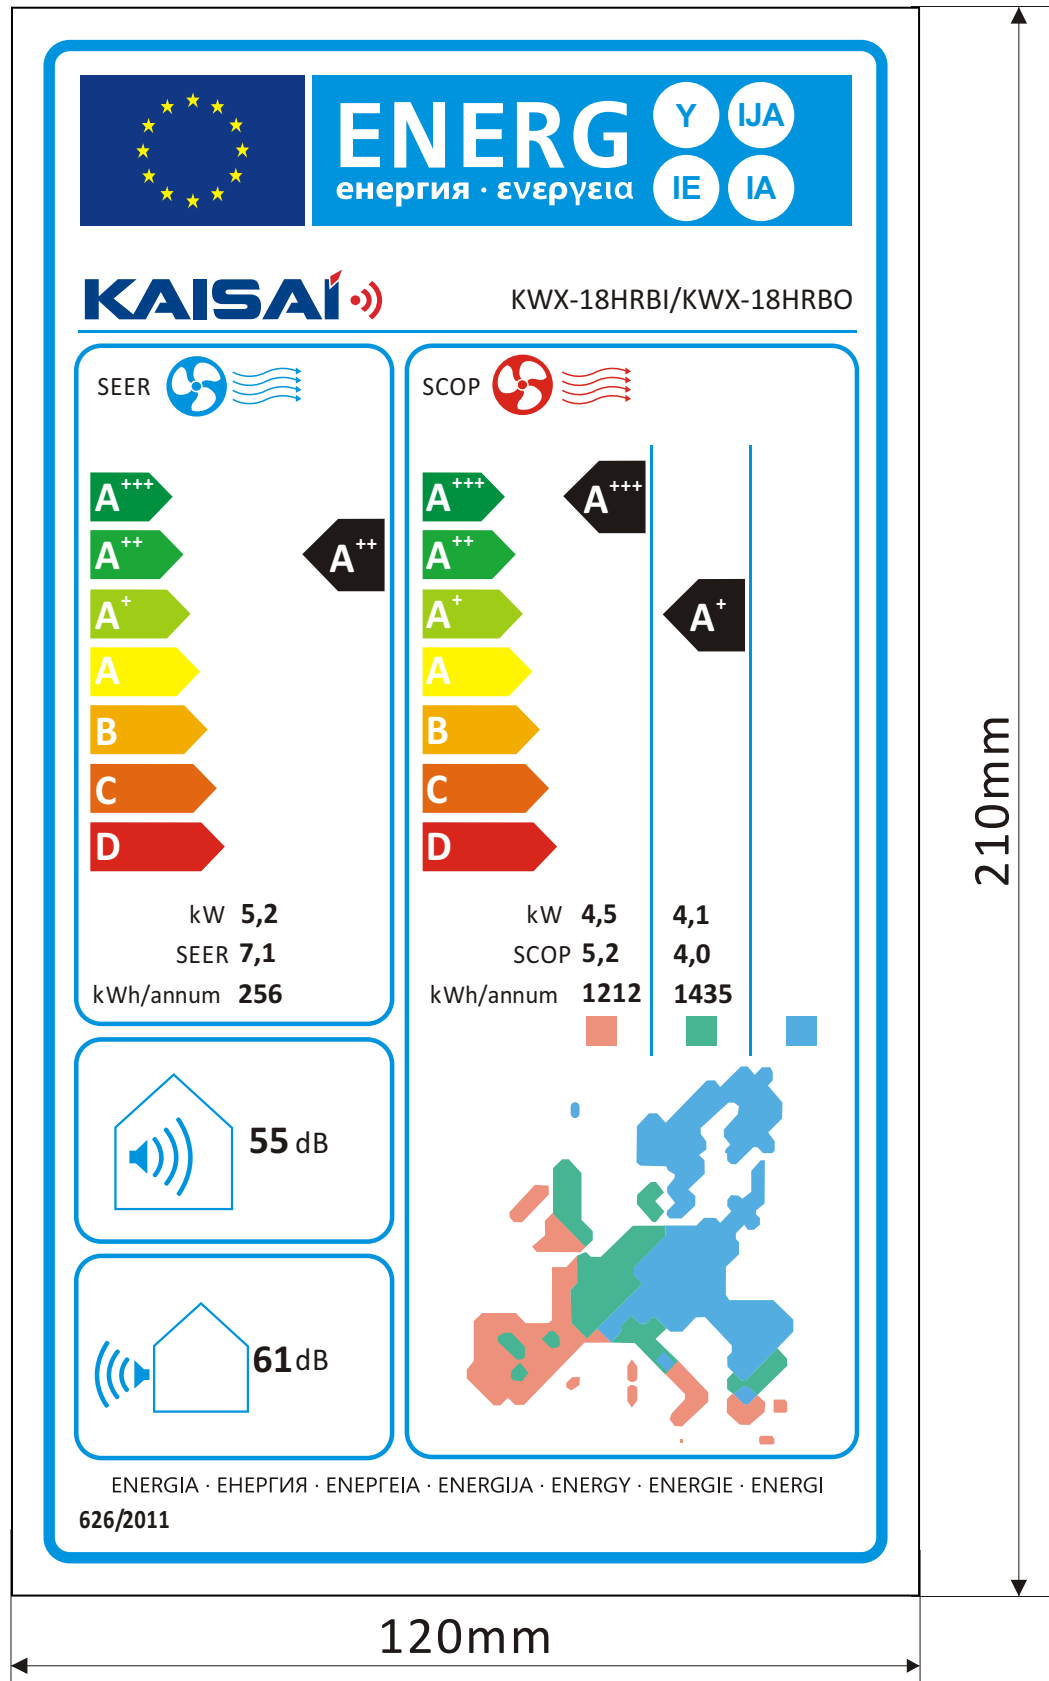 ENERG
енергия · ενεργεια
Y IJA
IE IA
KAISAI
KWX-18HRBI/KWX-18HRBO
SEER
A+++
A++
A+
A
B
C
D
A++
kW 5,2
SEER 7,1
kWh/annum 256
SCOP
A+++
A++
A+
A
B
C
D
A+++
A+
kW 4,5 4,1
SCOP 5,2 4,0
kWh/annum 1212 1435
55 dB
61 dB
ENERGIA · ЕНЕРГИЯ · ΕΝΕΡΓΕΙΑ · ENERGIJA · ENERGY · ENERGIE · ENERGI
626/2011
210mm
120mm